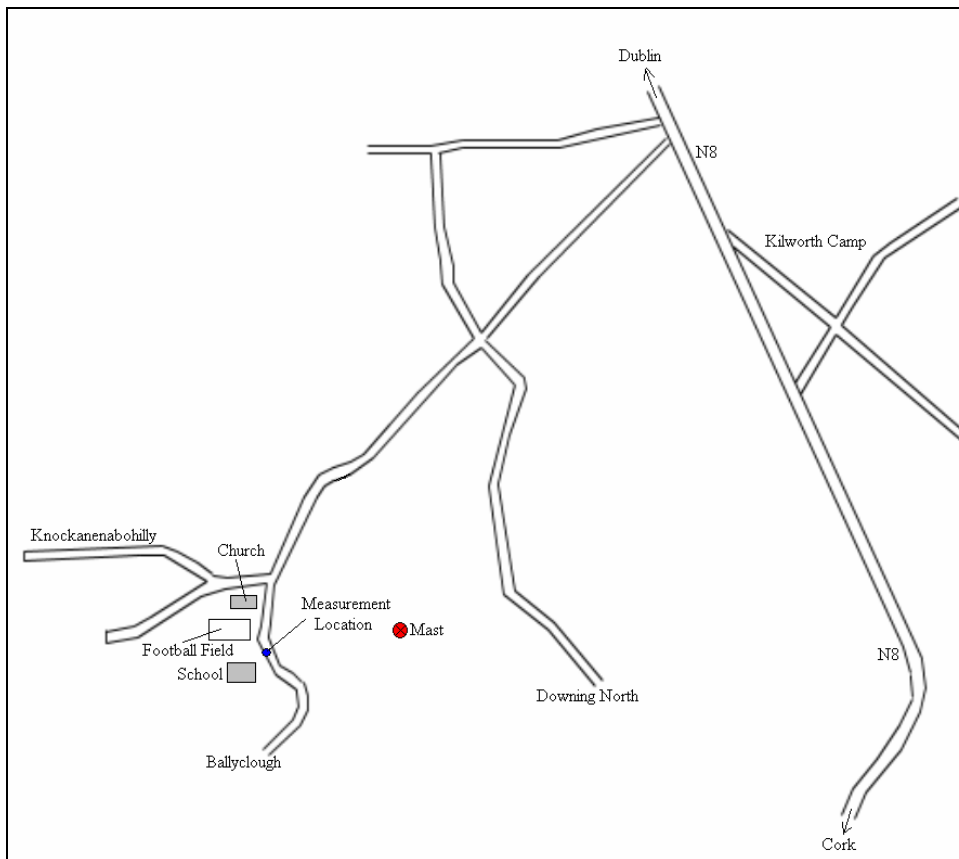 Dublin
N8
Kilworth Camp
Knockanenabohilly
Church
Measurement
Location
Mast
Football Field
School
N8
Downing North
Ballyclough
Cork